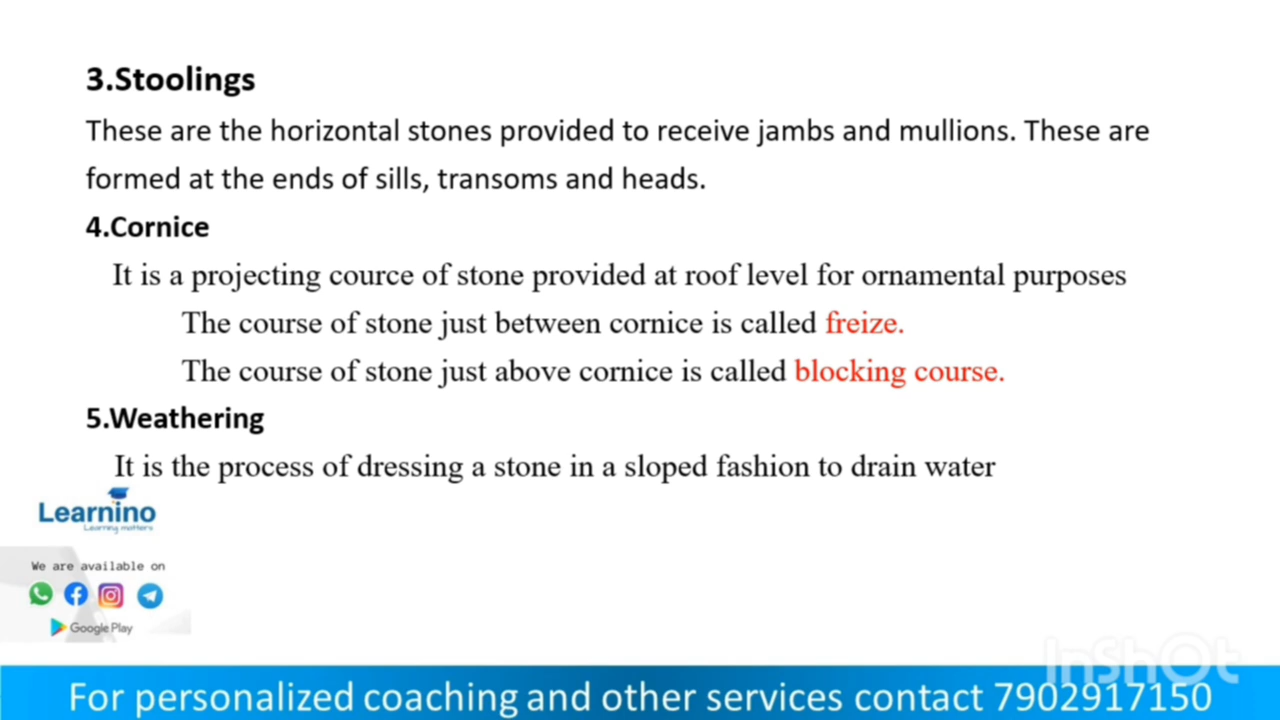 3.Stoolings
These are the horizontal stones provided to receive jambs and mullions. These are
formed at the ends of sills, transoms and heads.
4.Cornice
It is a projecting cource of stone provided at roof level for ornamental purposes
The course of stone just between cornice is called freize.
The course of stone just above cornice is called blocking course.
5.Weathering
It is the process of dressing a stone in a sloped fashion to drain water
Learnino
Learning matters
We are available on
Google Play
InShOt
For personalized coaching and other services contact 7902917150